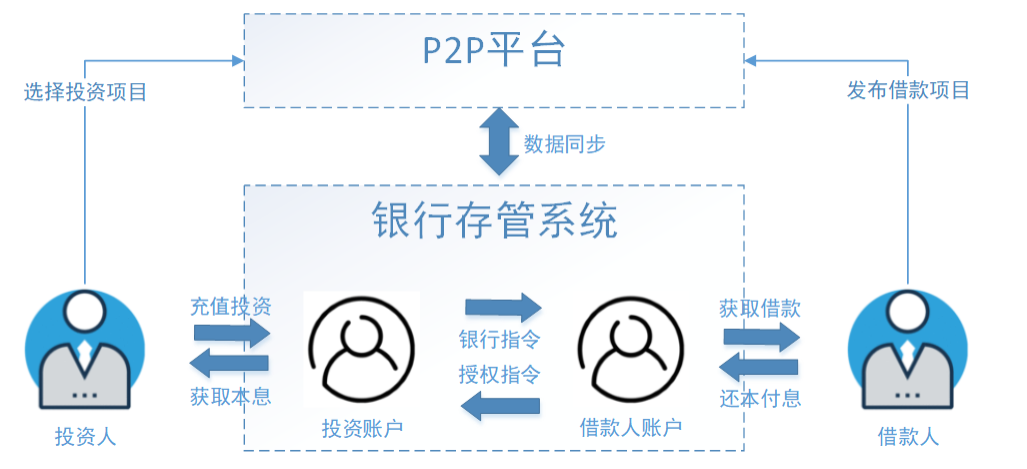 P2P平台
选择投资项目
发布借款项目
数据同步
银行存管系统
充值投资
获取本息
银行指令
授权指令
获取借款
还本付息
投资人
投资账户
借款人账户
借款人